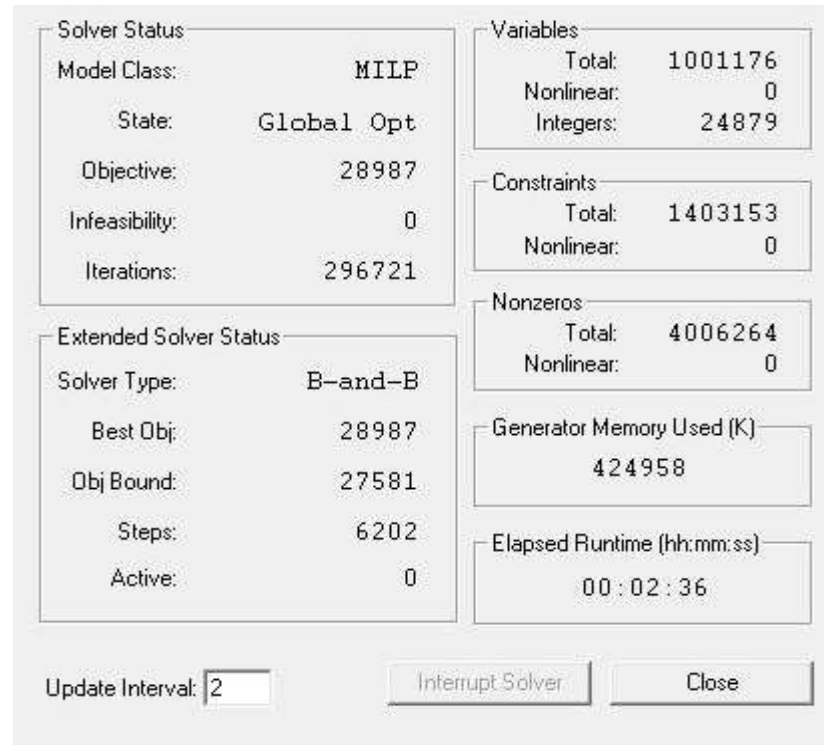 Solver Status
Model Class: MILP
State: Global Opt
Objective: 28987
Infeasibility: 0
Iterations: 296721
Extended Solver Status
Solver Type: B-and-B
Best Obj: 28987
Obj Bound: 27581
Steps: 6202
Active: 0
Variables
Total: 1001176
Nonlinear: 0
Integers: 24879
Constraints
Total: 1403153
Nonlinear: 0
Nonzeros
Total: 4006264
Nonlinear: 0
Generator Memory Used (K)
424958
Elapsed Runtime (hh:mm:ss)
00:02:36
Update Interval: 2
Interrupt Solver
Close